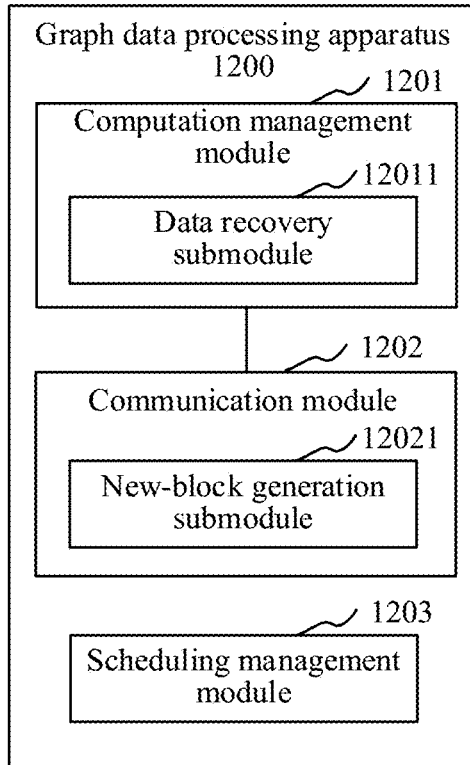 Graph data processing apparatus
1200
1201
Computation management
module
12011
Data recovery
submodule
1202
Communication module
12021
New-block generation
submodule
1203
Scheduling management
module